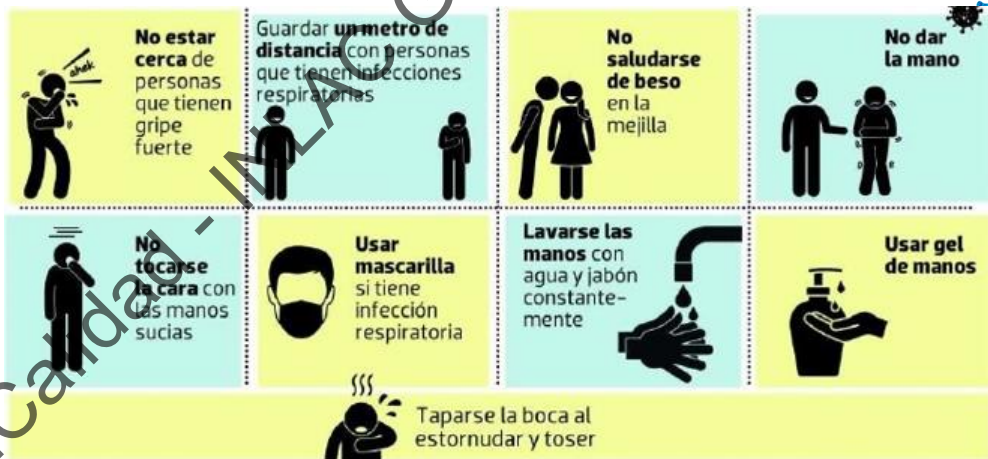 ahek
No estar
cerca de
personas
que tienen
gripe
fuerte
Guardar un metro de
distancia con personas
que tienen infecciones
respiratorias
No
saludarse
de beso
en la
mejilla
No dar
la mano
No
tocarse
la cara con
las manos
sucias
Usar
mascarilla
si tiene
infección
respiratoria
Lavarse las
manos con
agua y jabón
constante-
mente
Usar gel
de manos
Taparse la boca al
estornudar y toser
Calidad - INLAC